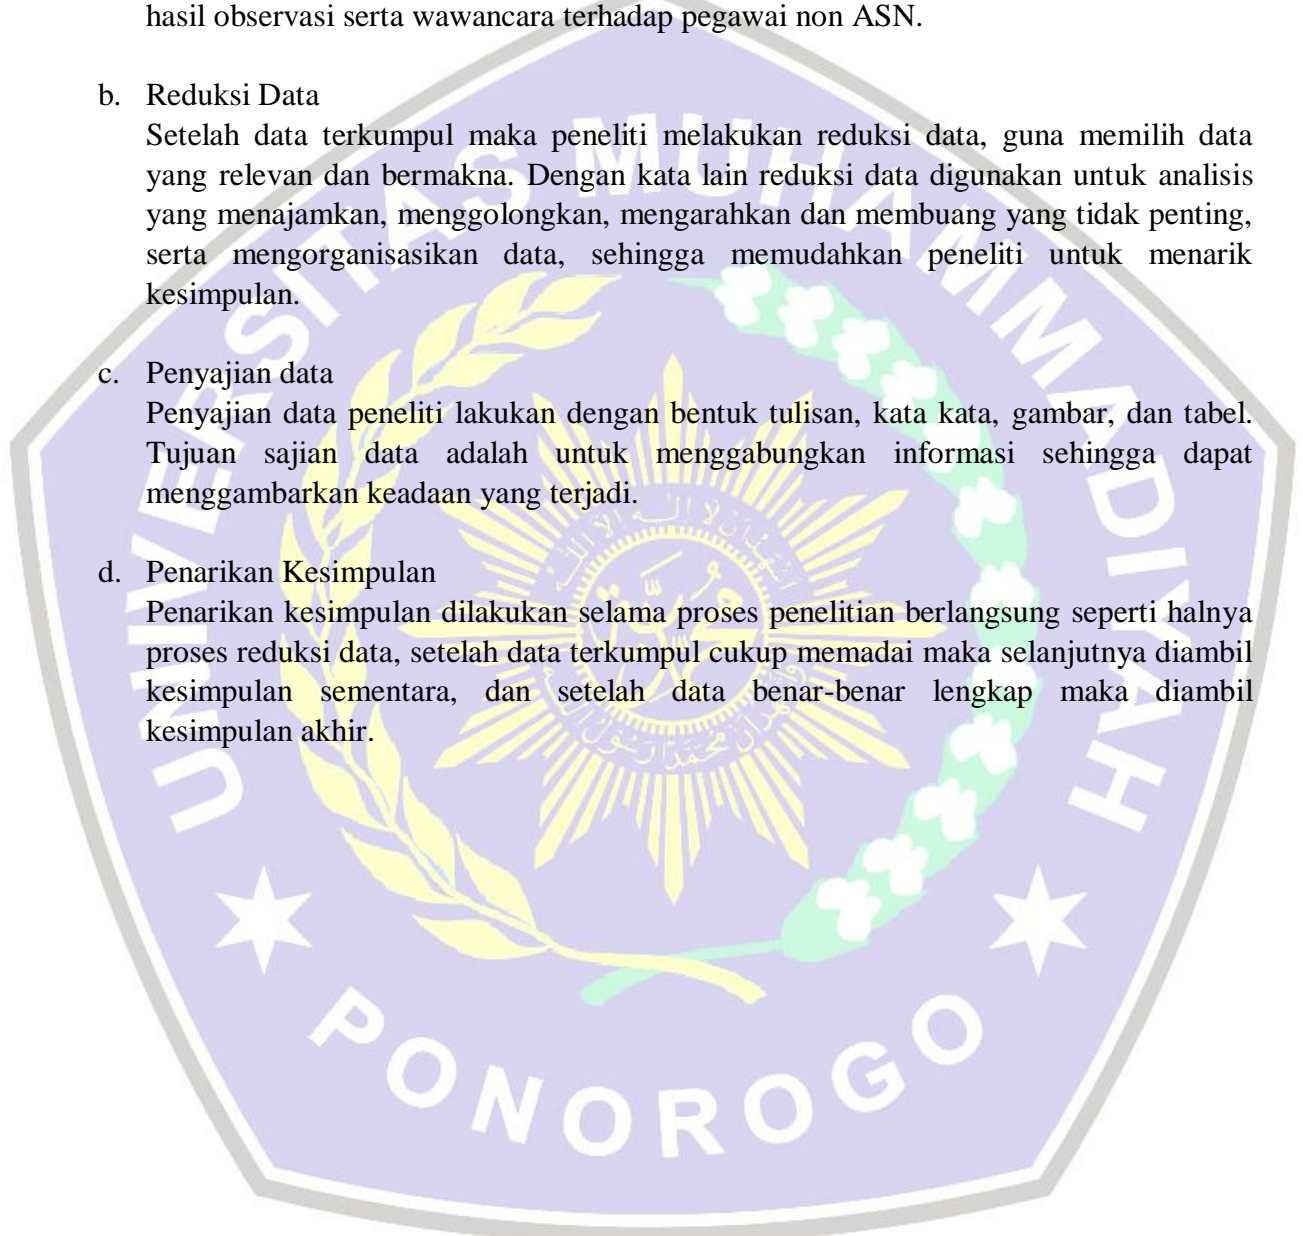 hasil observasi serta wawancara terhadap pegawai non ASN.
b. Reduksi Data
Setelah data terkumpul maka peneliti melakukan reduksi data, guna memilih data
yang relevan dan bermakna. Dengan kata lain reduksi data digunakan untuk analisis
yang menajamkan, menggolongkan, mengarahkan dan membuang yang tidak penting,
serta mengorganisasikan data, sehingga memudahkan peneliti untuk menarik
kesimpulan.
c. Penyajian data
Penyajian data peneliti lakukan dengan bentuk tulisan, kata kata, gambar, dan tabel.
Tujuan sajian data adalah untuk menggabungkan informasi sehingga dapat
menggambarkan keadaan yang terjadi.
d. Penarikan Kesimpulan
Penarikan kesimpulan dilakukan selama proses penelitian berlangsung seperti halnya
proses reduksi data, setelah data terkumpul cukup memadai maka selanjutnya diambil
kesimpulan sementara, dan setelah data benar-benar lengkap maka diambil
kesimpulan akhir.
UNIVERSITAS MUHAMMADIYAH
PONOROGO